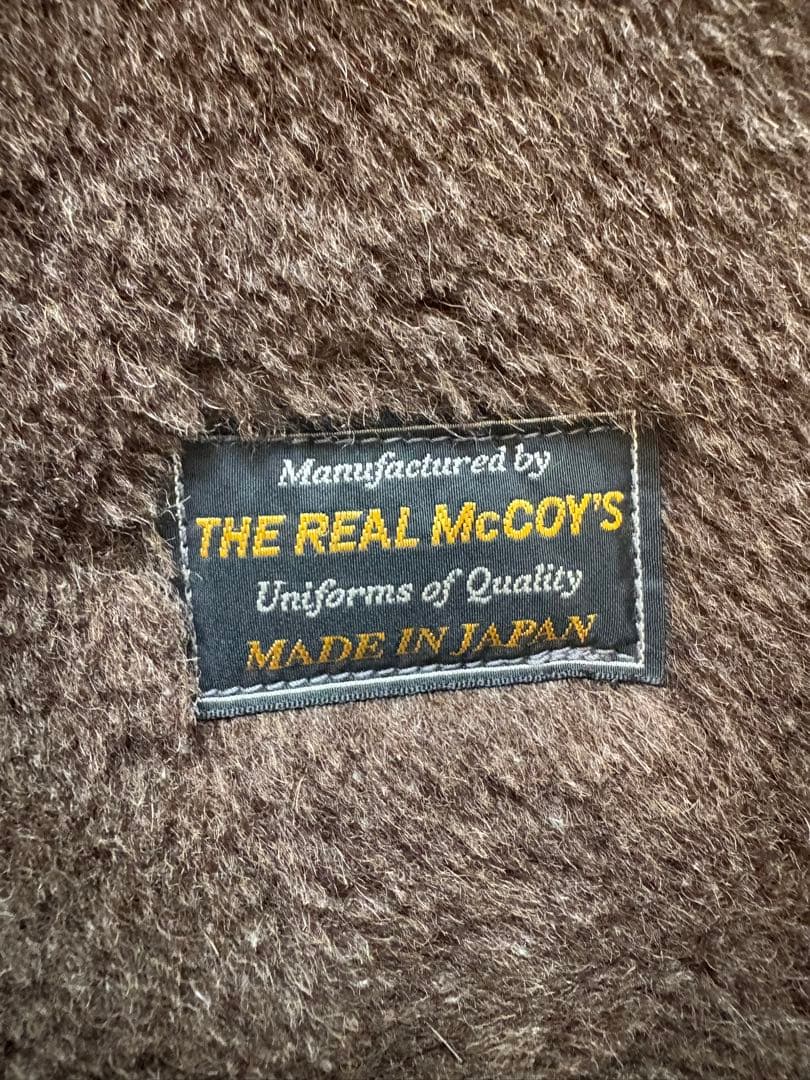 Manufactured by
THE REAL McCOY'S
Uniforms of Quality
MADE IN JAPAN